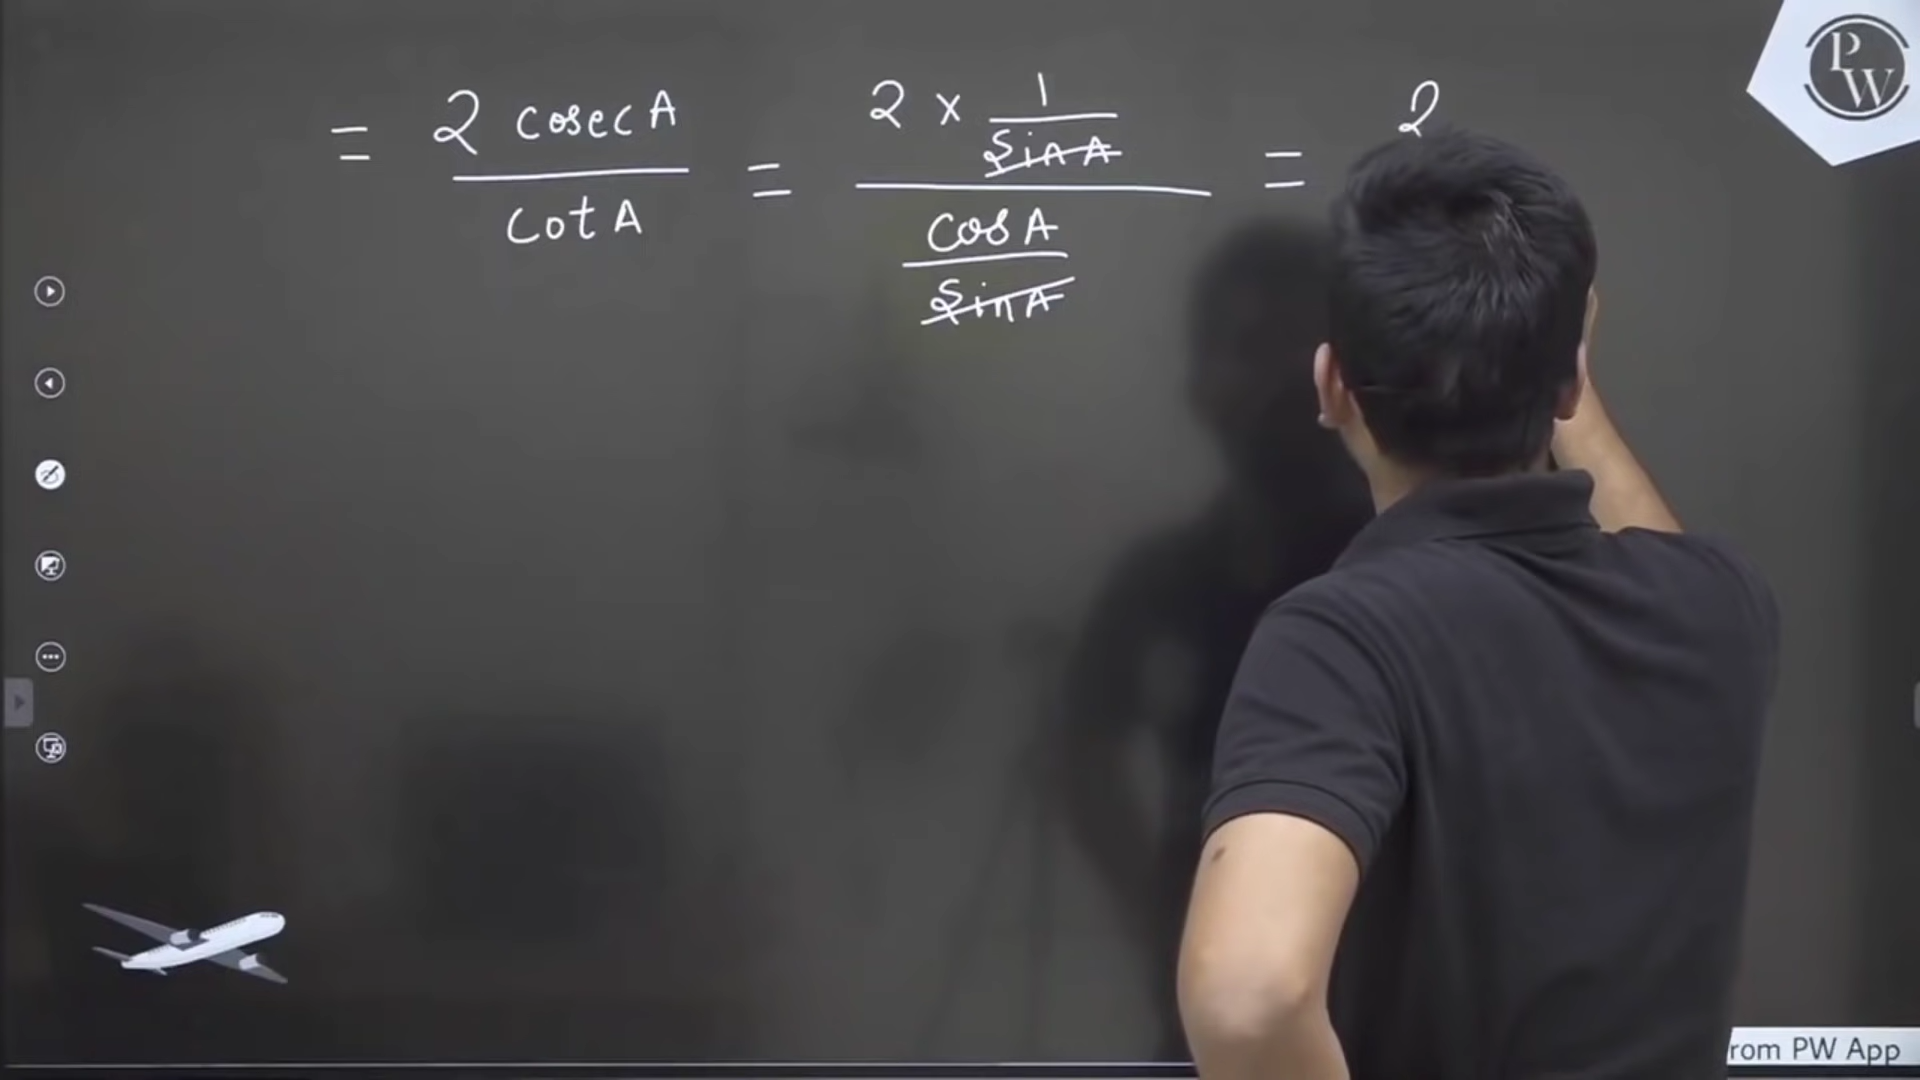 = 2 cosec A / cot A = 2 × 1 / sin A / cos A / sin A = 2
PW
rom PW App